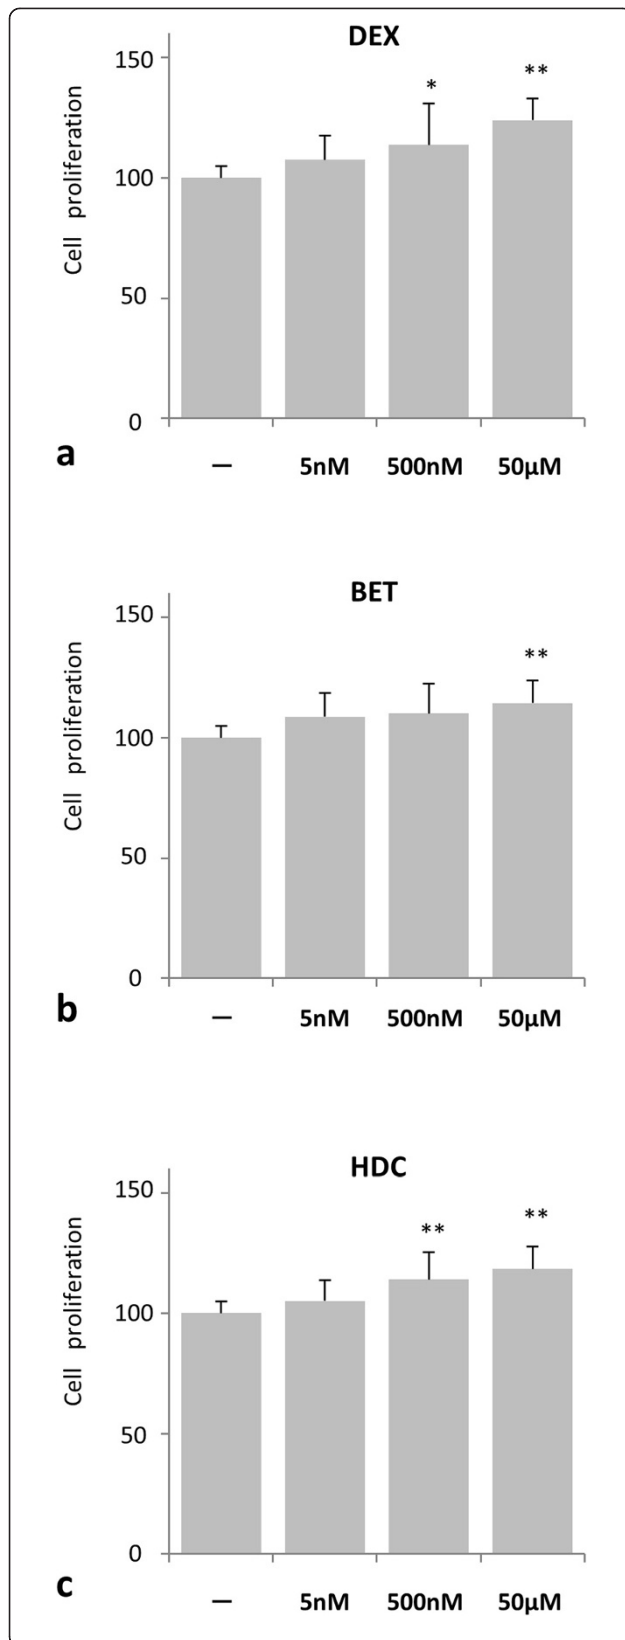 DEX
150
* **
100
Cell proliferation
50
0
a
— 5nM 500nM 50µM
BET
150
**
100
Cell proliferation
50
0
b
— 5nM 500nM 50µM
HDC
150
** **
100
Cell proliferation
50
0
c
— 5nM 500nM 50µM